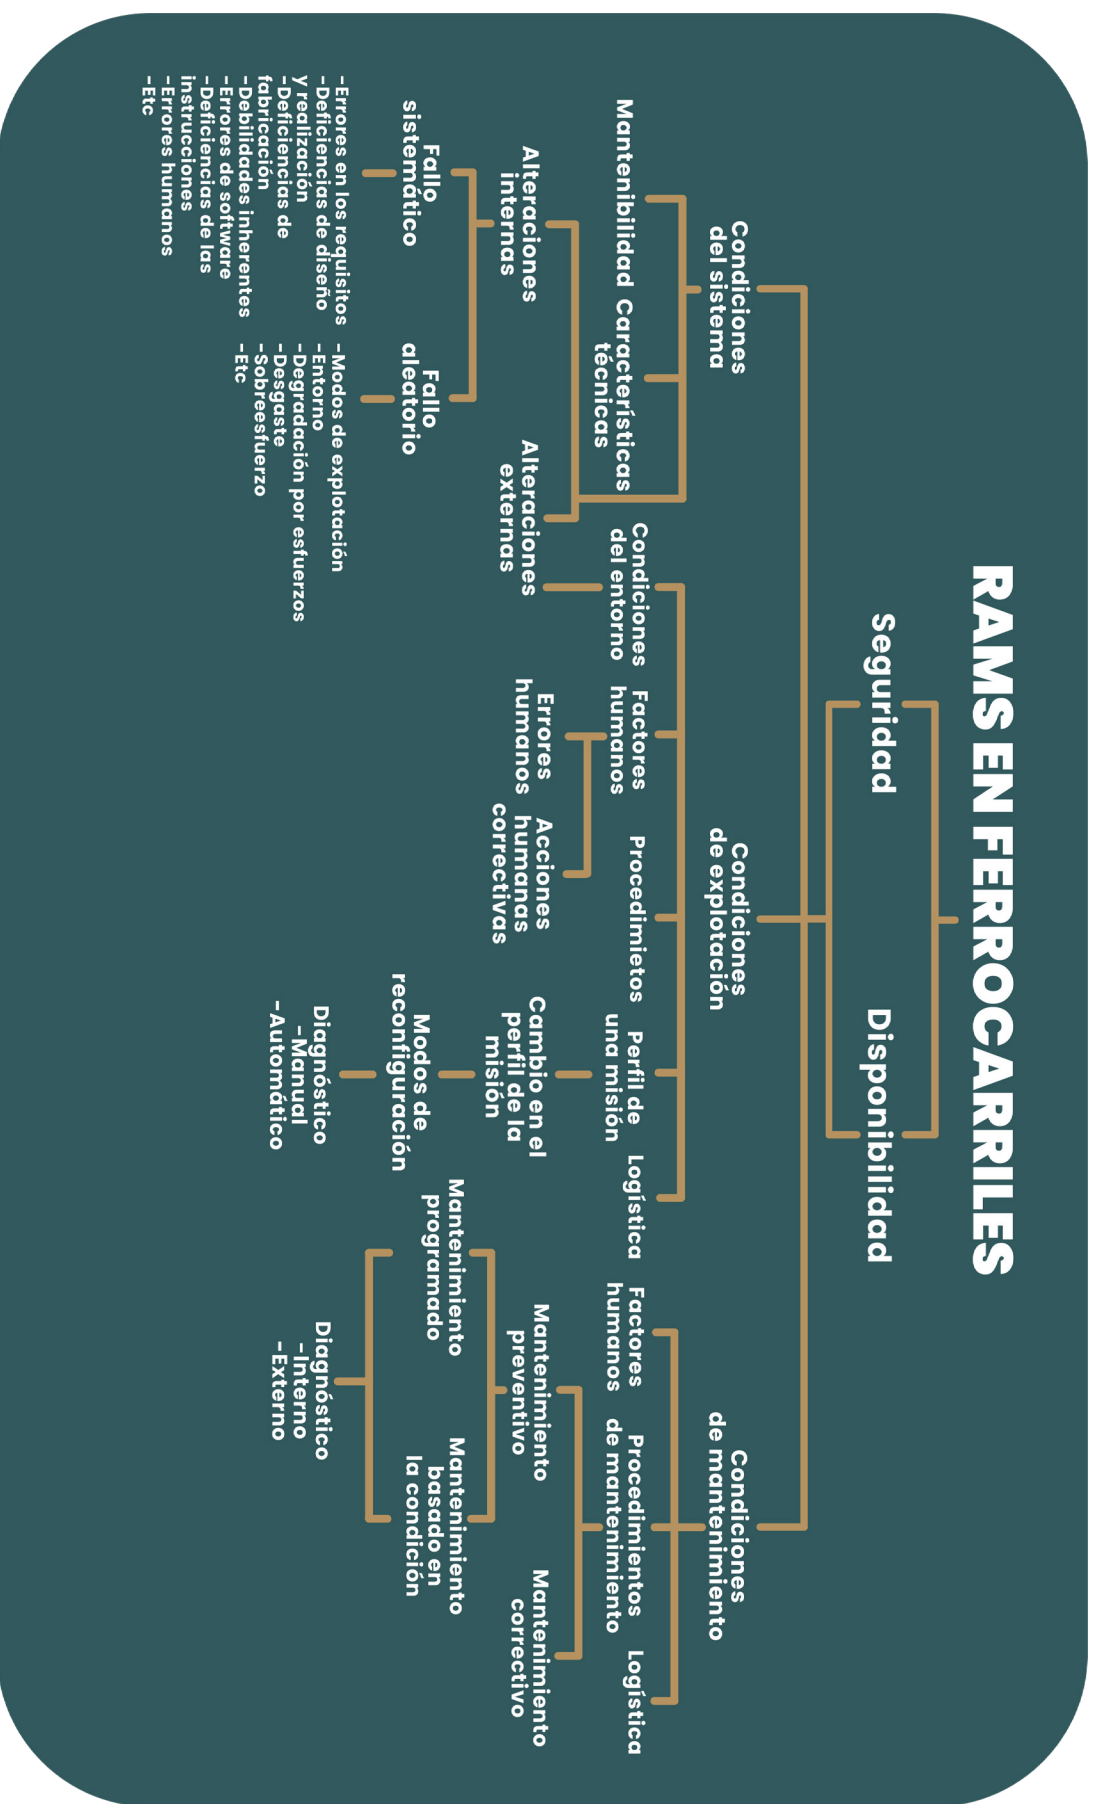 RAMS EN FERROCARRILES
Seguridad
Disponibilidad
Condiciones
del sistema
Condiciones
de explotación
Condiciones
de mantenimiento
Mantenibilidad
Características
técnicas
Condiciones
del entorno
Factores
humanos
Procedimietos
Perfil de
una misión
Logística
Factores
humanos
Procedimientos
de mantenimiento
Logística
Alteraciones
internas
Alteraciones
externas
Errores
humanos
Acciones
humanas
correctivas
Cambio en el
perfil de la
misión
Mantenimiento
preventivo
Mantenimiento
correctivo
Fallo
sistemático
Fallo
aleatorio
Modos de
reconfiguración
Mantenimiento
programado
Mantenimiento
basado en
la condición
-Errores en los requisitos
-Deficiencias de diseño
y realización
-Deficiencias de
fabricación
-Debilidades inherentes
-Errores de software
-Deficiencias de las
instrucciones
-Errores humanos
-Etc
-Modos de explotación
-Entorno
-Degradación por esfuerzos
-Desgaste
-Sobreesfuerzo
-Etc
Diagnóstico
-Manual
-Automático
Diagnóstico
-Interno
-Externo